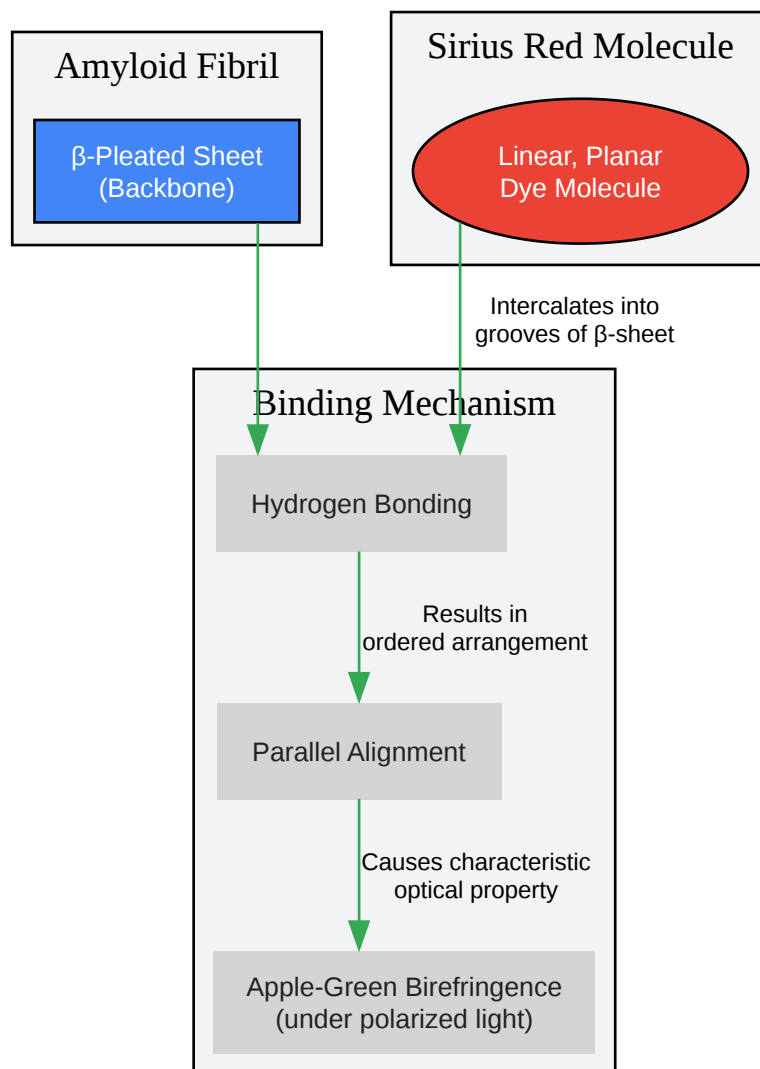 Amyloid Fibril
β-Pleated Sheet
(Backbone)
Sirius Red Molecule
Linear, Planar
Dye Molecule
Intercalates into
grooves of β-sheet
Binding Mechanism
Hydrogen Bonding
Results in
ordered arrangement
Parallel Alignment
Causes characteristic
optical property
Apple-Green Birefringence
(under polarized light)